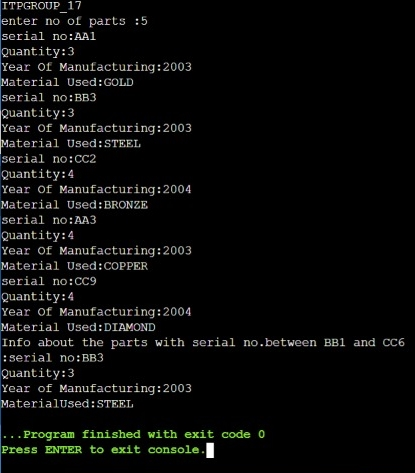 ITPGROUP_17
enter no of parts :5
serial no:AA1
Quantity:3
Year Of Manufacturing:2003
Material Used:GOLD
serial no:BB3
Quantity:3
Year Of Manufacturing:2003
Material Used:STEEL
serial no:CC2
Quantity:4
Year Of Manufacturing:2004
Material Used:BRONZE
serial no:AA3
Quantity:4
Year Of Manufacturing:2003
Material Used:COPPER
serial no:CC9
Quantity:4
Year Of Manufacturing:2004
Material Used:DIAMOND
Info about the parts with serial no.between BB1 and CC6
:serial no:BB3
Quantity:3
Year of Manufacturing:2003
MaterialUsed:STEEL
...Program finished with exit code 0
Press ENTER to exit console.